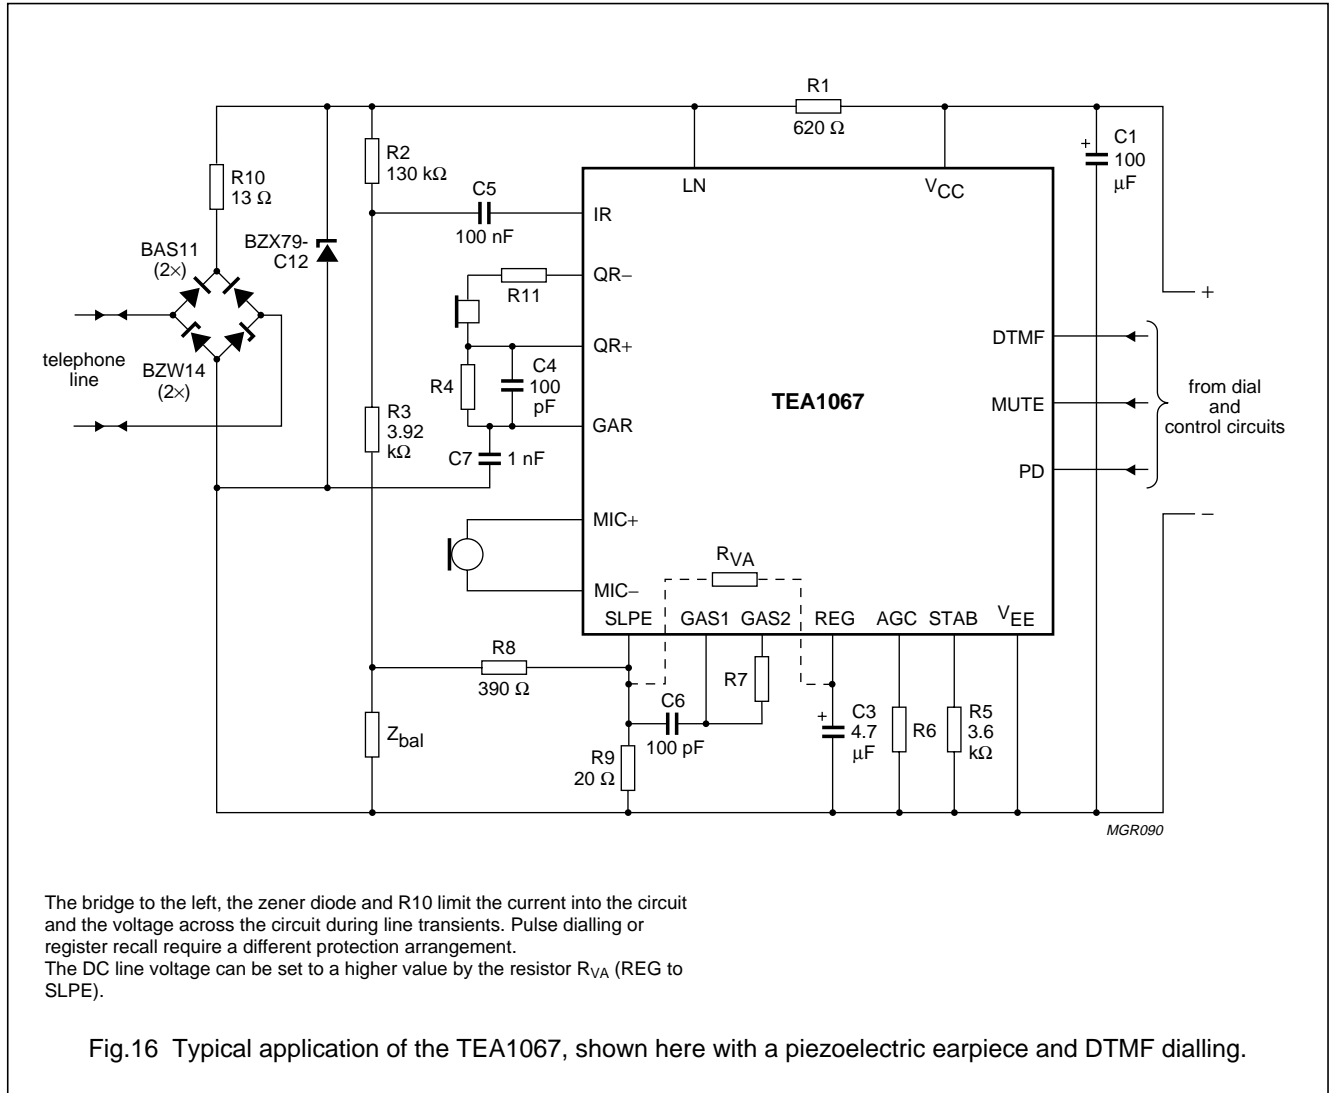 R1
620 Ω
C1
100
μF
+
R2
130 kΩ
R10
13 Ω
LN
VCC
C5
100 nF
IR
BAS11
(2×)
BZX79-
C12
QR−
R11
+
telephone
line
BZW14
(2×)
QR+
C4
100
pF
R4
DTMF
TEA1067
MUTE
PD
from dial
and
control circuits
R3
3.92
kΩ
GAR
C7
1 nF
MIC+
−
MIC−
RVA
SLPE
GAS1
GAS2
REG
AGC
STAB
VEE
R8
390 Ω
R7
C6
100 pF
Zbal
R9
20 Ω
+
C3
4.7
μF
R6
R5
3.6
kΩ
MGR090
The bridge to the left, the zener diode and R10 limit the current into the circuit
and the voltage across the circuit during line transients. Pulse dialling or
register recall require a different protection arrangement.
The DC line voltage can be set to a higher value by the resistor RVA (REG to
SLPE).
Fig.16 Typical application of the TEA1067, shown here with a piezoelectric earpiece and DTMF dialling.